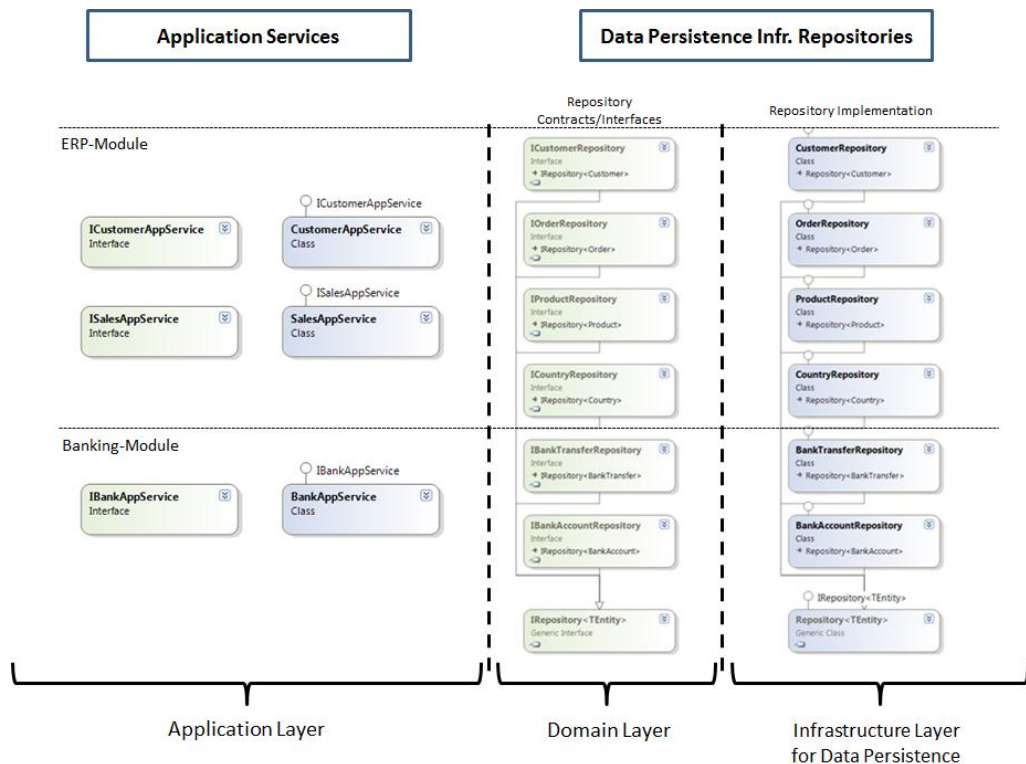 Application Services
Data Persistence Infr. Repositories
Repository
Contracts/Interfaces
Repository Implementation
ERP-Module
ICustomerAppService
Interface
ICustomerAppService
CustomerAppService
Class
ISalesAppService
Interface
ISalesAppService
SalesAppService
Class
ICustomerRepository
Interface
IRepository<Customer>
IOrderRepository
Interface
IRepository<Order>
IProductRepository
Interface
IRepository<Product>
ICountryRepository
Interface
IRepository<Country>
CustomerRepository
Class
Repository<Customer>
OrderRepository
Class
Repository<Order>
ProductRepository
Class
Repository<Product>
CountryRepository
Class
Repository<Country>
Banking-Module
IBankAppService
Interface
IBankAppService
BankAppService
Class
IBankTransferRepository
Interface
IRepository<BankTransfer>
IBankAccountRepository
Interface
IRepository<BankAccount>
IRepository<TEntity>
Generic Interface
BankTransferRepository
Class
Repository<BankTransfer>
BankAccountRepository
Class
Repository<BankAccount>
IRepository<TEntity>
Repository<TEntity>
Generic Class
Application Layer
Domain Layer
Infrastructure Layer
for Data Persistence